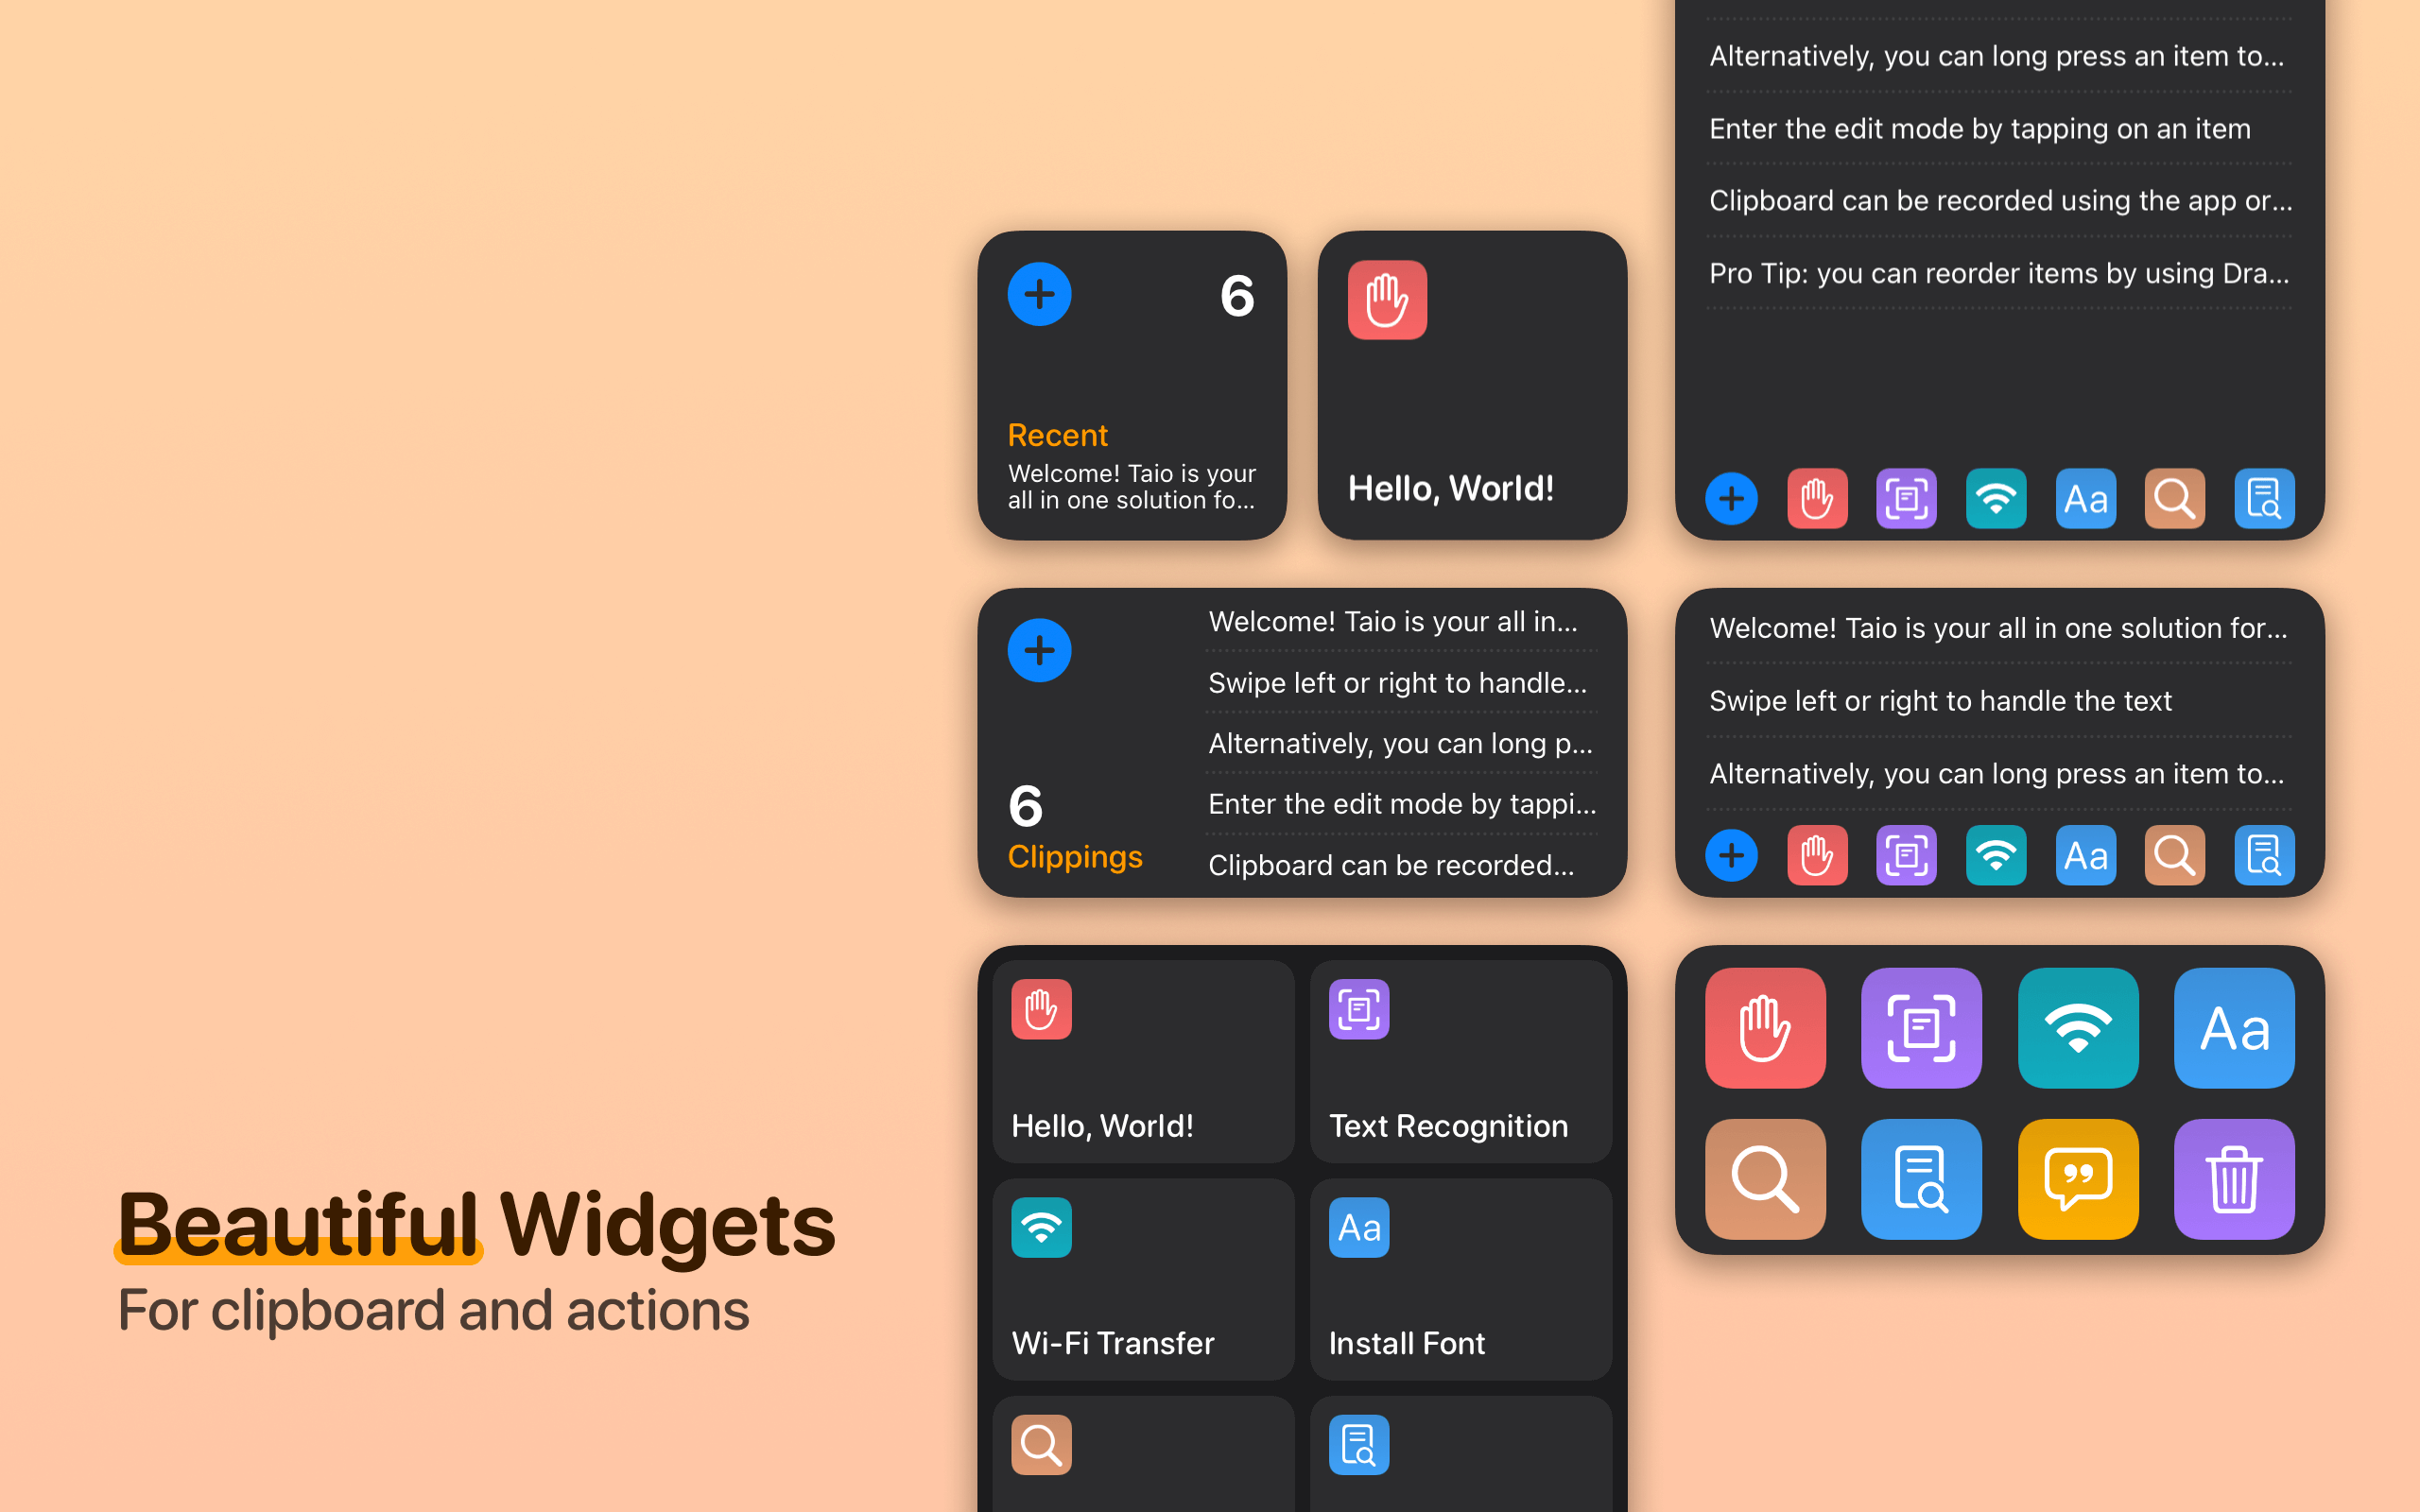 Alternatively, you can long press an item to...
Enter the edit mode by tapping on an item
Clipboard can be recorded using the app or...
Pro Tip: you can reorder items by using Dra...
Aa
6
Recent
Welcome! Taio is your
all in one solution fo...
Hello, World!
6
Clippings
Welcome! Taio is your all in...
Swipe left or right to handle...
Alternatively, you can long p...
Enter the edit mode by tappi...
Clipboard can be recorded...
Welcome! Taio is your all in one solution for...
Swipe left or right to handle the text
Alternatively, you can long press an item to...
Aa
Hello, World!
Text Recognition
Wi-Fi Transfer
Aa
Install Font
Aa
Beautiful Widgets
For clipboard and actions